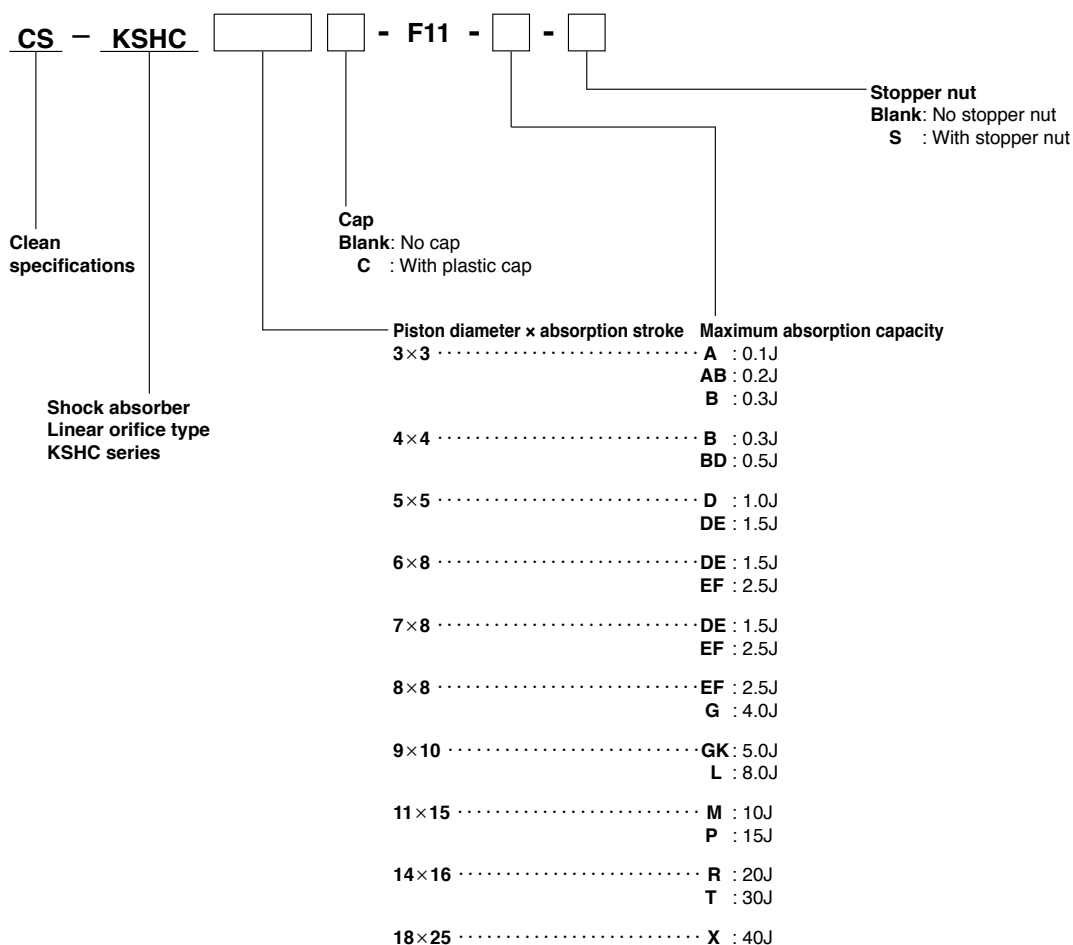 CS − KSHC - F11 - -
Stopper nut
Blank: No stopper nut
S : With stopper nut
Cap
Blank: No cap
C : With plastic cap
Clean
specifications
Piston diameter × absorption stroke Maximum absorption capacity
3×3 ··························· A : 0.1J
AB : 0.2J
B : 0.3J
Shock absorber
Linear orifice type
KSHC series
4×4 ··························· B : 0.3J
BD : 0.5J
5×5 ··························· D : 1.0J
DE : 1.5J
6×8 ··························· DE : 1.5J
EF : 2.5J
7×8 ··························· DE : 1.5J
EF : 2.5J
8×8 ··························· EF : 2.5J
G : 4.0J
9×10 ·························· GK : 5.0J
L : 8.0J
11×15 ························· M : 10J
P : 15J
14×16 ························· R : 20J
T : 30J
18×25 ························· X : 40J